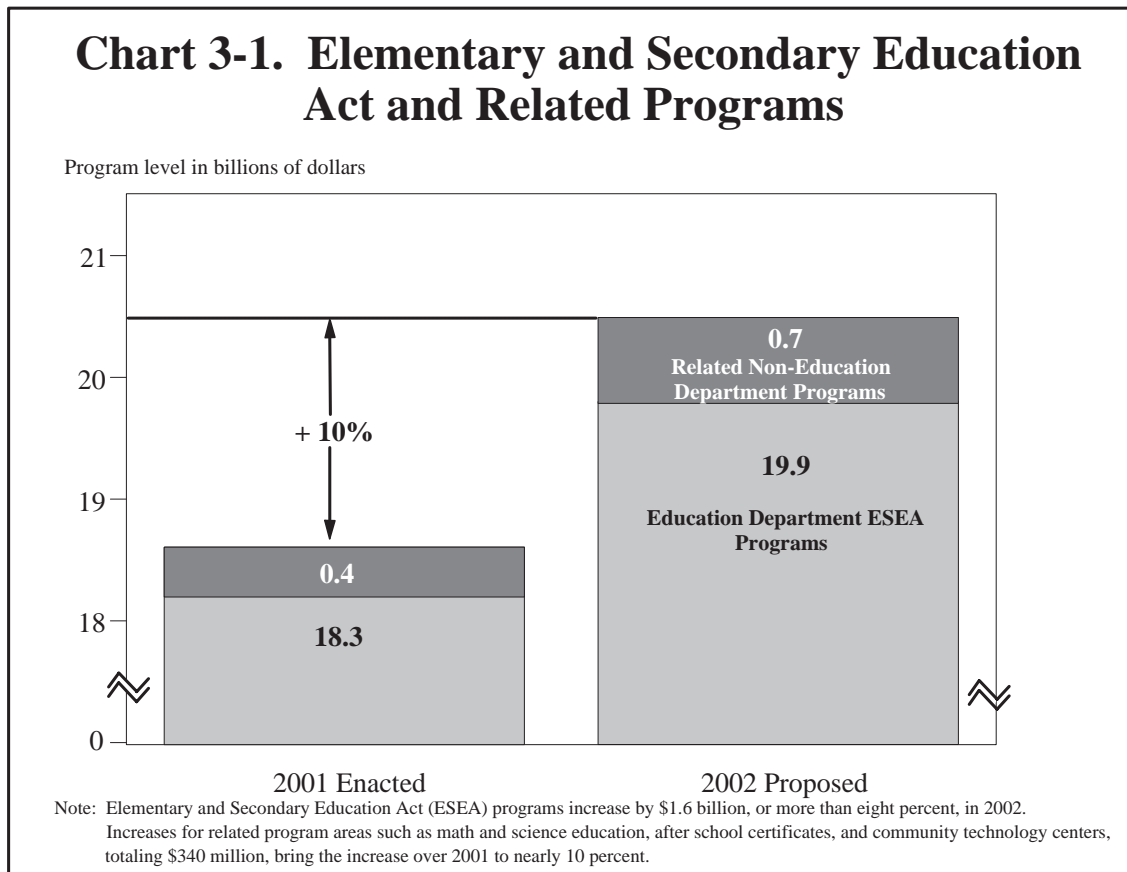 Chart 3-1. Elementary and Secondary Education
Act and Related Programs
Program level in billions of dollars
21
20
19
18
0
+ 10%
0.4
18.3
0.7
Related Non-Education
Department Programs
19.9
Education Department ESEA
Programs
2001 Enacted
2002 Proposed
Note: Elementary and Secondary Education Act (ESEA) programs increase by $1.6 billion, or more than eight percent, in 2002.
Increases for related program areas such as math and science education, after school certificates, and community technology centers,
totaling $340 million, bring the increase over 2001 to nearly 10 percent.